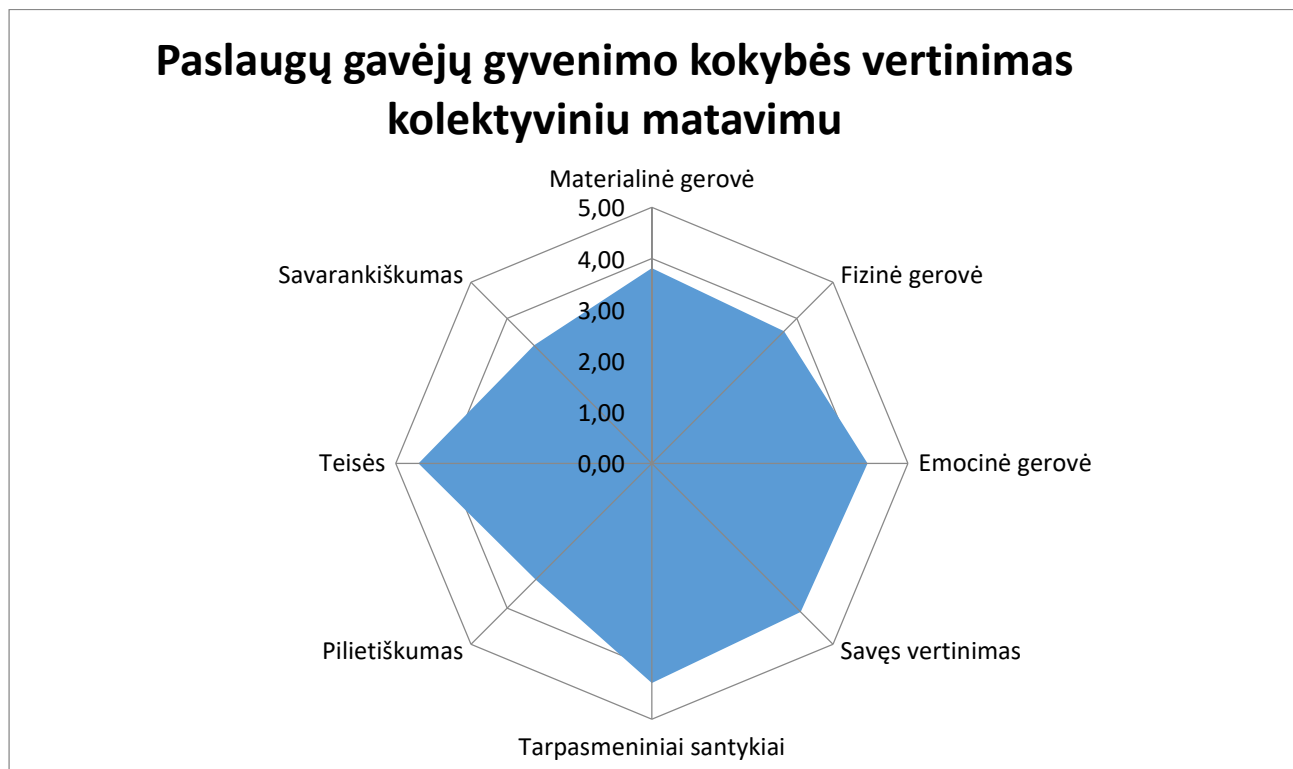 Paslaugų gavėjų gyvenimo kokybės vertinimas
kolektyviniu matavimu
Materialinė gerovė
5,00
4,00
3,00
2,00
1,00
0,00
Fizinė gerovė
Emocinė gerovė
Savęs vertinimas
Tarpasmeniniai santykiai
Pilietiškumas
Teisės
Savarankiškumas